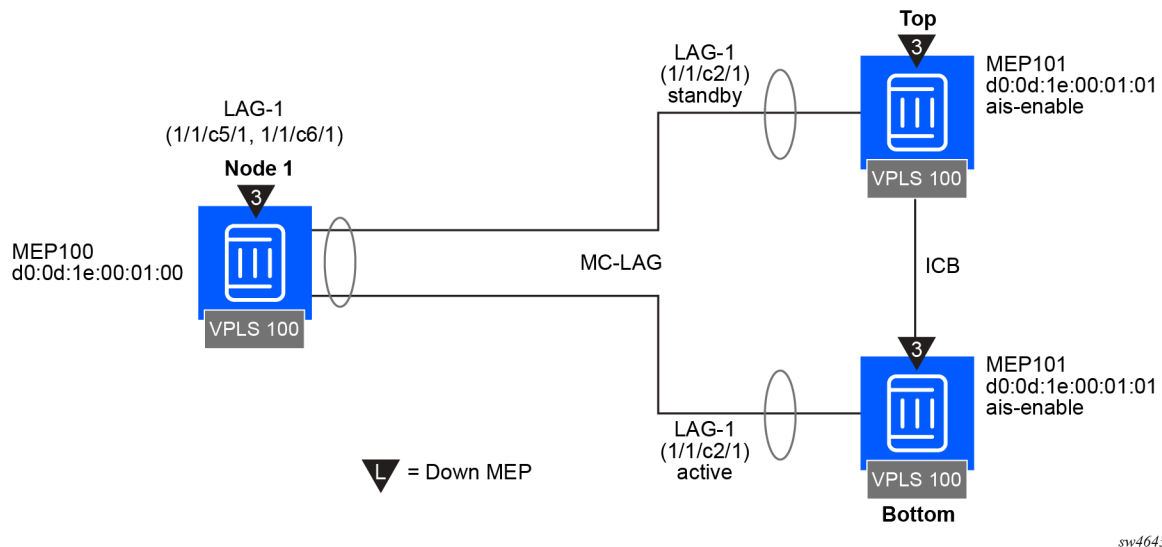 Top
3
LAG-1
(1/1/c2/1)
standby
MEP101
d0:0d:1e:00:01:01
ais-enable
VPLS 100
LAG-1
(1/1/c5/1, 1/1/c6/1)
Node 1
3
MEP100
d0:0d:1e:00:01:00
VPLS 100
MC-LAG
ICB
3
MEP101
d0:0d:1e:00:01:01
ais-enable
LAG-1
(1/1/c2/1)
active
VPLS 100
Bottom
L = Down MEP